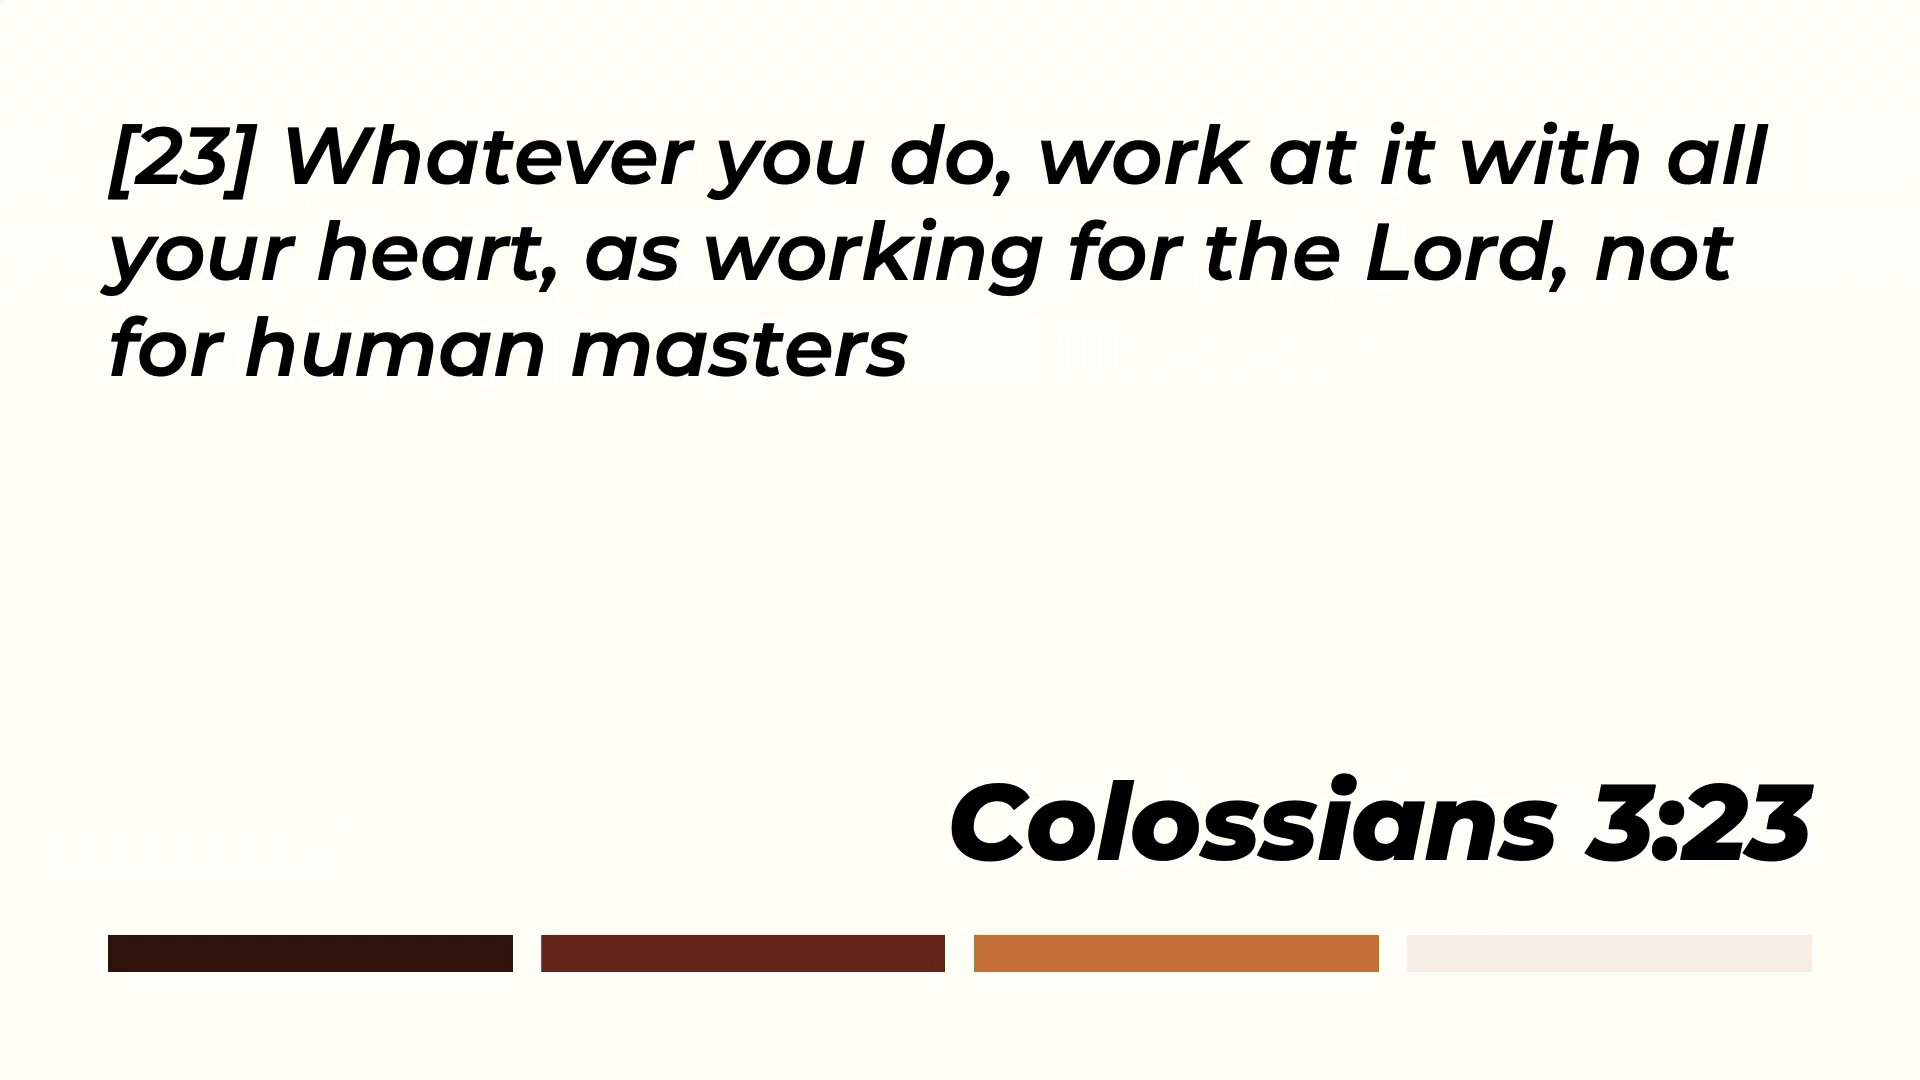 [23] Whatever you do, work at it with all
your heart, as working for the Lord, not
for human masters
Colossians 3:23